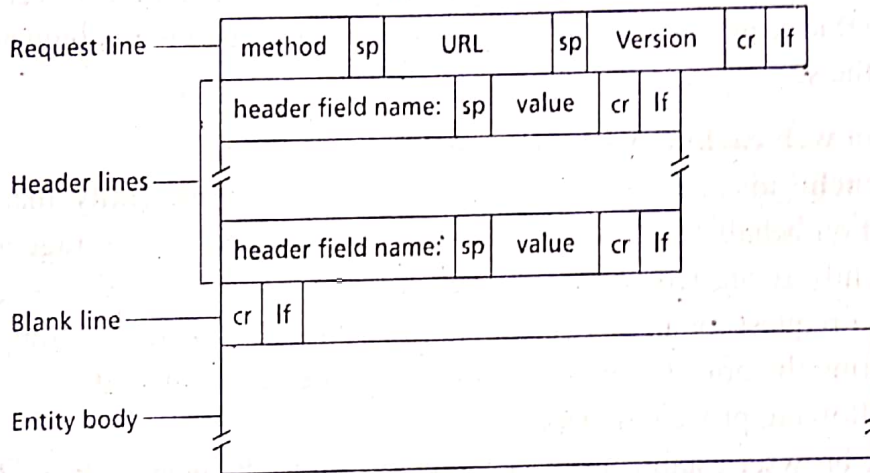 Request line method sp URL sp Version cr lf
header field name: sp value cr lf
Header lines
header field name: sp value cr lf
Blank line cr lf
Entity body